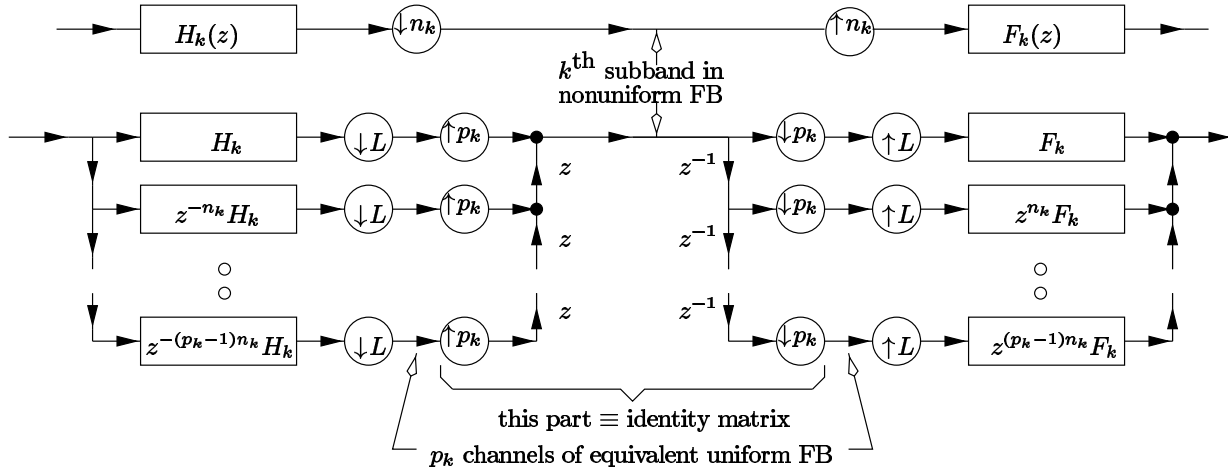 H_k(z) ↓n_k ↑n_k F_k(z)
k^th subband in
nonuniform FB
H_k ↓L ↑p_k ↓p_k ↑L F_k
z z^{-1}
z^{-n_k}H_k ↓L ↑p_k ↓p_k ↑L z^{n_k}F_k
z z^{-1}
z z^{-1}
z^{-(p_k-1)n_k}H_k ↓L ↑p_k ↓p_k ↑L z^{(p_k-1)n_k}F_k
this part ≡ identity matrix
p_k channels of equivalent uniform FB